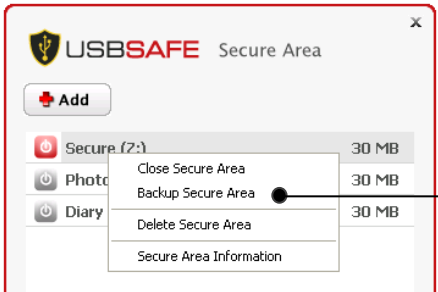 x
USBSAFE Secure Area
Add
Secure (Z:) 30 MB
Close Secure Area
Photo 30 MB
Backup Secure Area
Diary 30 MB
Delete Secure Area
Secure Area Information